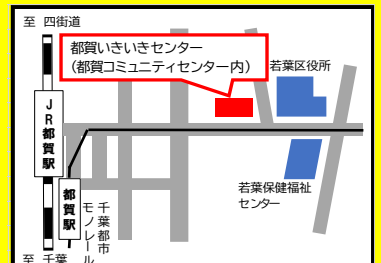 至 四街道
都賀いきいきセンター
（都賀コミュニティセンター内）
若葉区役所
JR都賀駅
都賀駅
千葉都市
モノレール
若葉保健福祉
センター
至 千葉